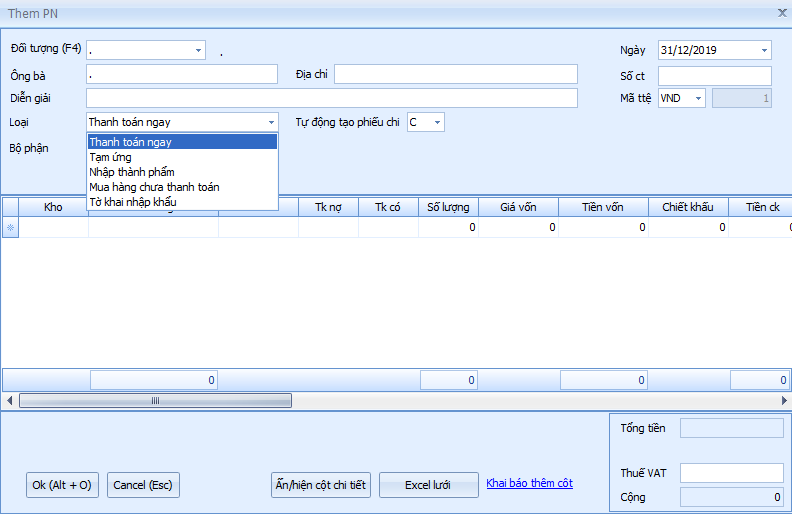 Them PN
Đối tượng (F4) . . Ngày 31/12/2019
Ông bà . Địa chỉ Số ct
Diễn giải Mã ttệ VND 1
Loại Thanh toán ngay Tự động tạo phiếu chi C
Bộ phận
Thanh toán ngay
Tạm ứng
Nhập thành phẩm
Mua hàng chưa thanh toán
Tờ khai nhập khẩu
Kho Tk nợ Tk có Số lượng Giá vốn Tiền vốn Chiết khấu Tiền ck
0 0 0 0 0
0 0 0 0
Tổng tiền
Thuế VAT
Cộng 0
Ok (Alt + O) Cancel (Esc) Ẩn/hiện cột chi tiết Excel lưới Khai báo thêm cột